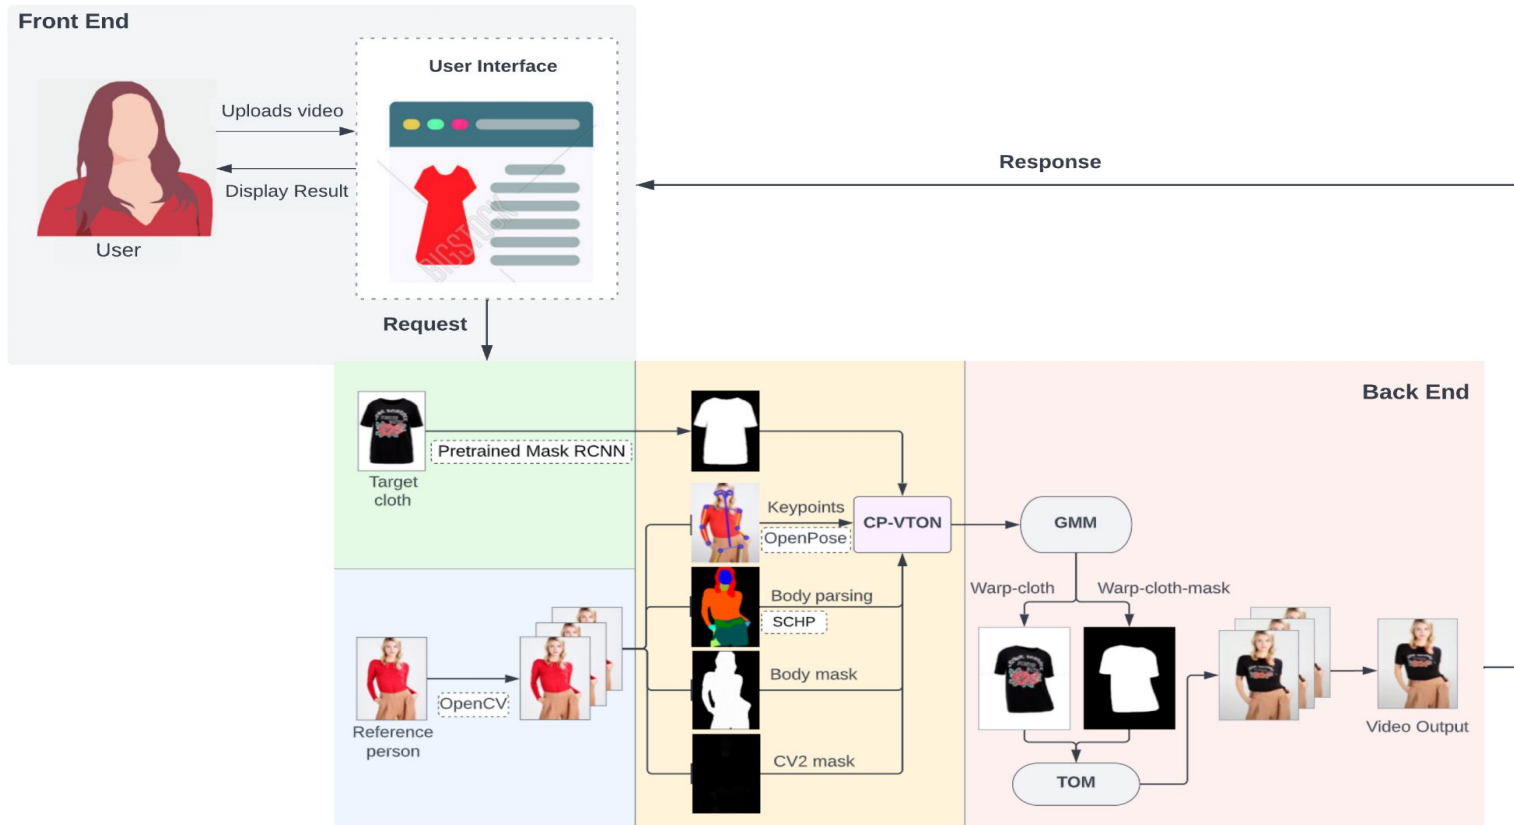 Front End
User Interface
Uploads video
Display Result
User
BIGSTOCK
Response
Request
Back End
Pretrained Mask RCNN
Target
cloth
Keypoints
OpenPose
CP-VTON
GMM
Body parsing
SCHP
Warp-cloth
Warp-cloth-mask
Body mask
OpenCV
Reference
person
CV2 mask
TOM
Video Output